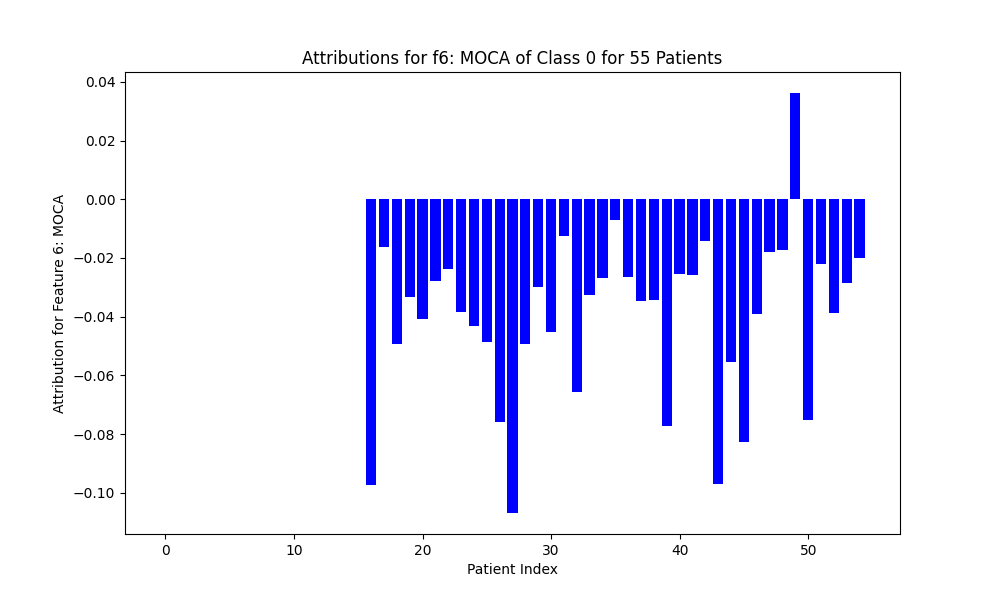 Attributions for f6: MOCA of Class 0 for 55 Patients
Attribution for Feature 6: MOCA
0.04
0.02
0.00
−0.02
−0.04
−0.06
−0.08
−0.10
0 10 20 30 40 50
Patient Index